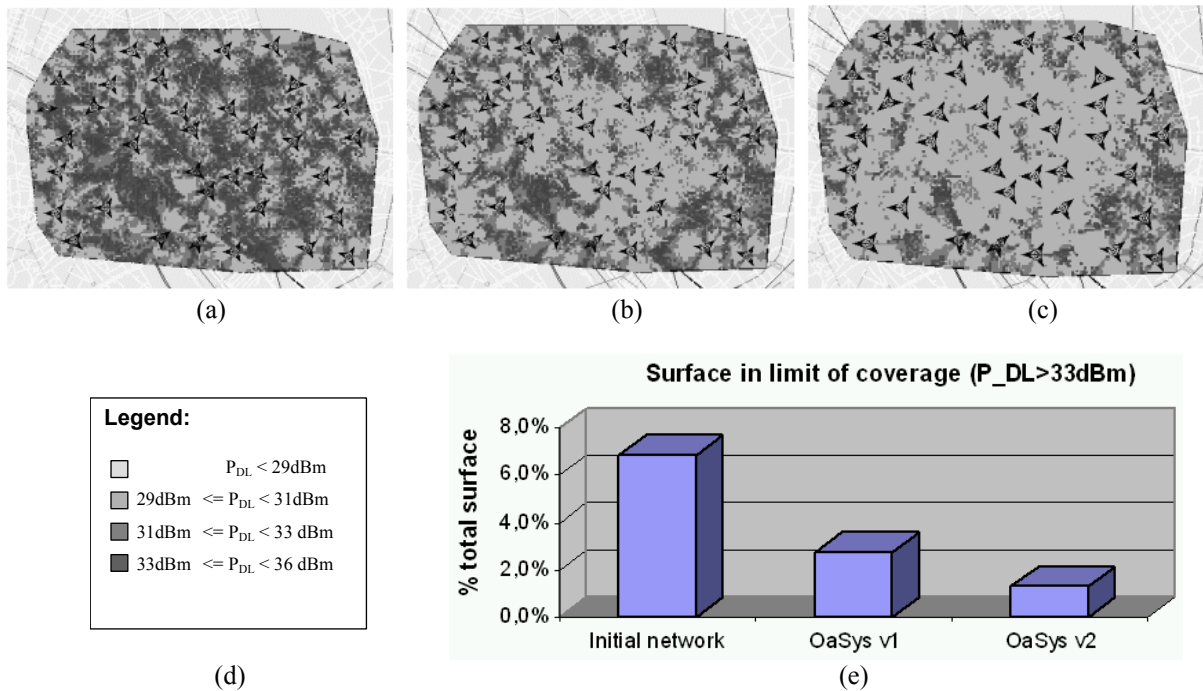 (a)
(b)
(c)
Legend:
P_DL < 29dBm
29dBm <= P_DL < 31dBm
31dBm <= P_DL < 33 dBm
33dBm <= P_DL < 36 dBm
(d)
Surface in limit of coverage (P_DL>33dBm)
% total surface
8,0%
6,0%
4,0%
2,0%
0,0%
Initial network
OaSys v1
OaSys v2
(e)